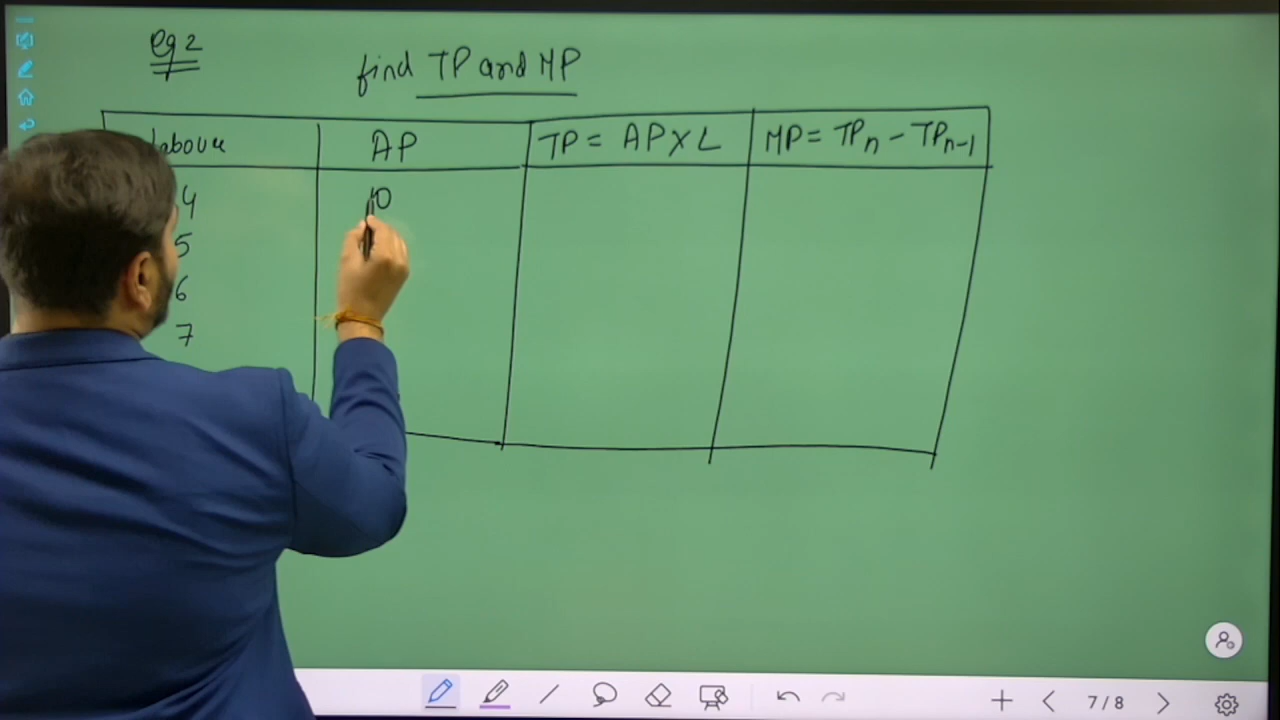 eg 2
find TP and MP
Labour AP TP = AP X L MP = TPn - TPn-1
4 10
5
6
7
7 / 8